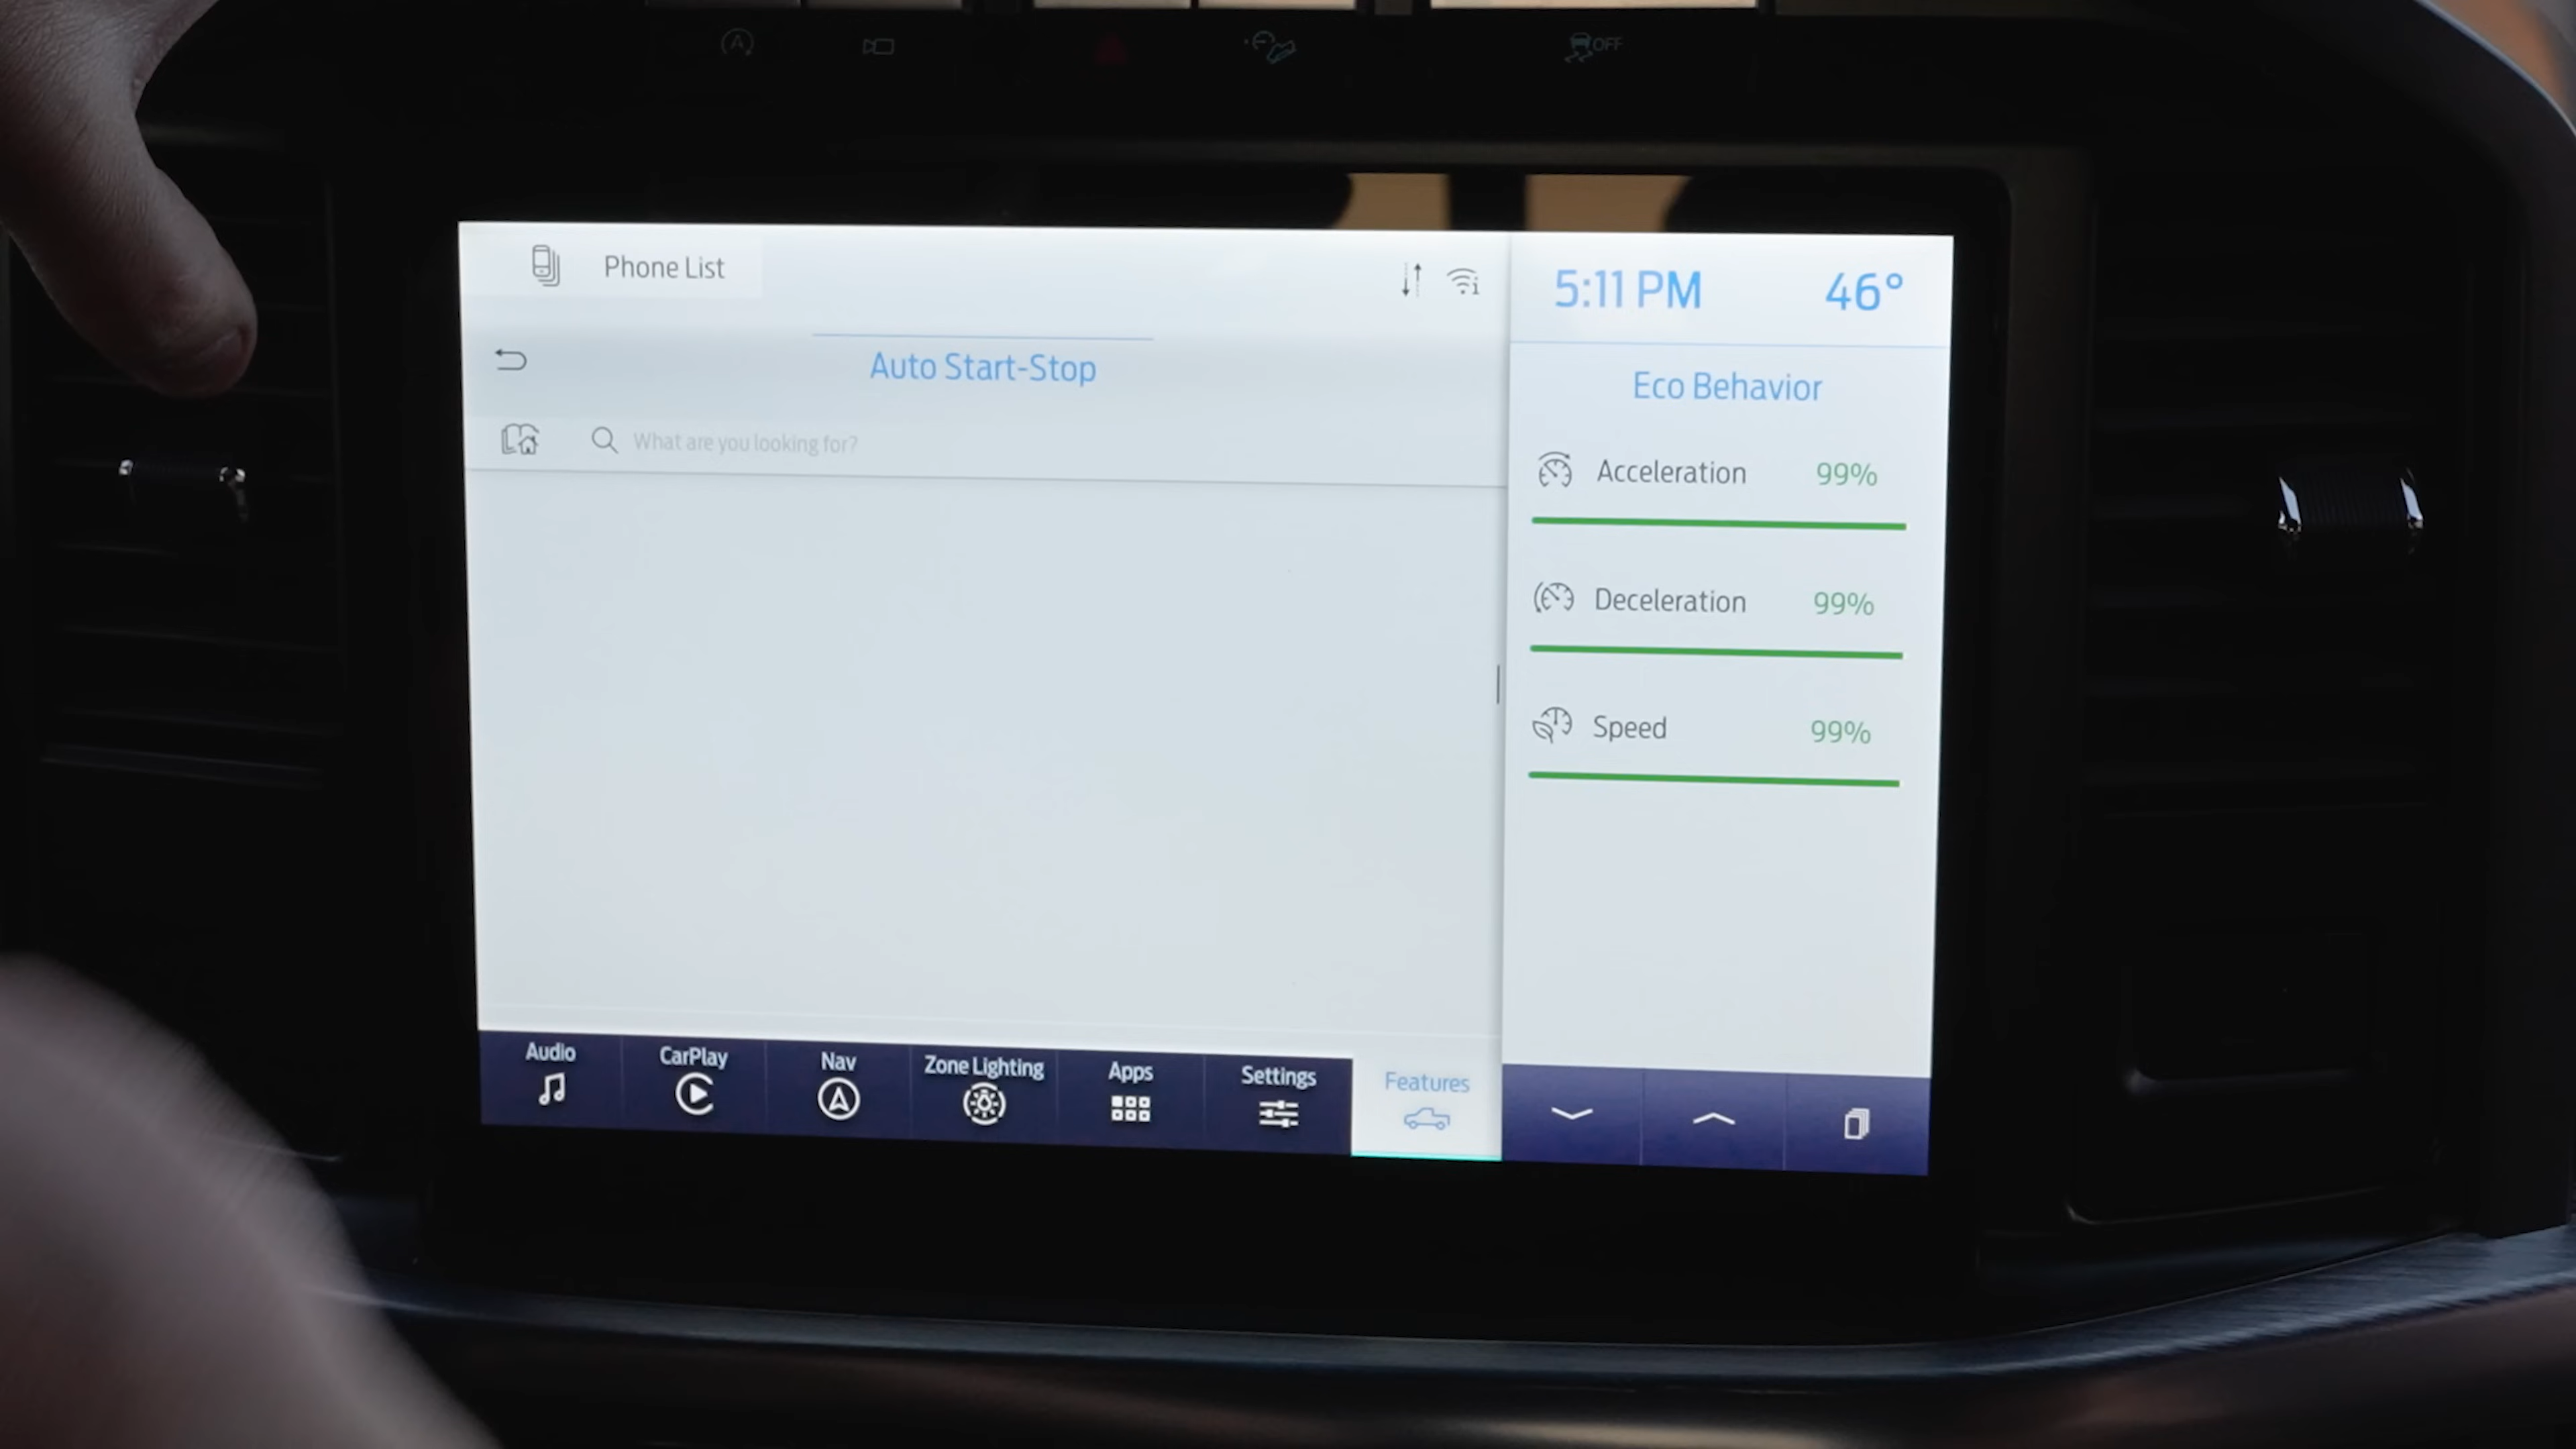 A
OFF
Phone List
5:11 PM 46°
Auto Start-Stop
What are you looking for?
Eco Behavior
Acceleration 99%
Deceleration 99%
Speed 99%
Audio
CarPlay
Nav
Zone Lighting
Apps
Settings
Features